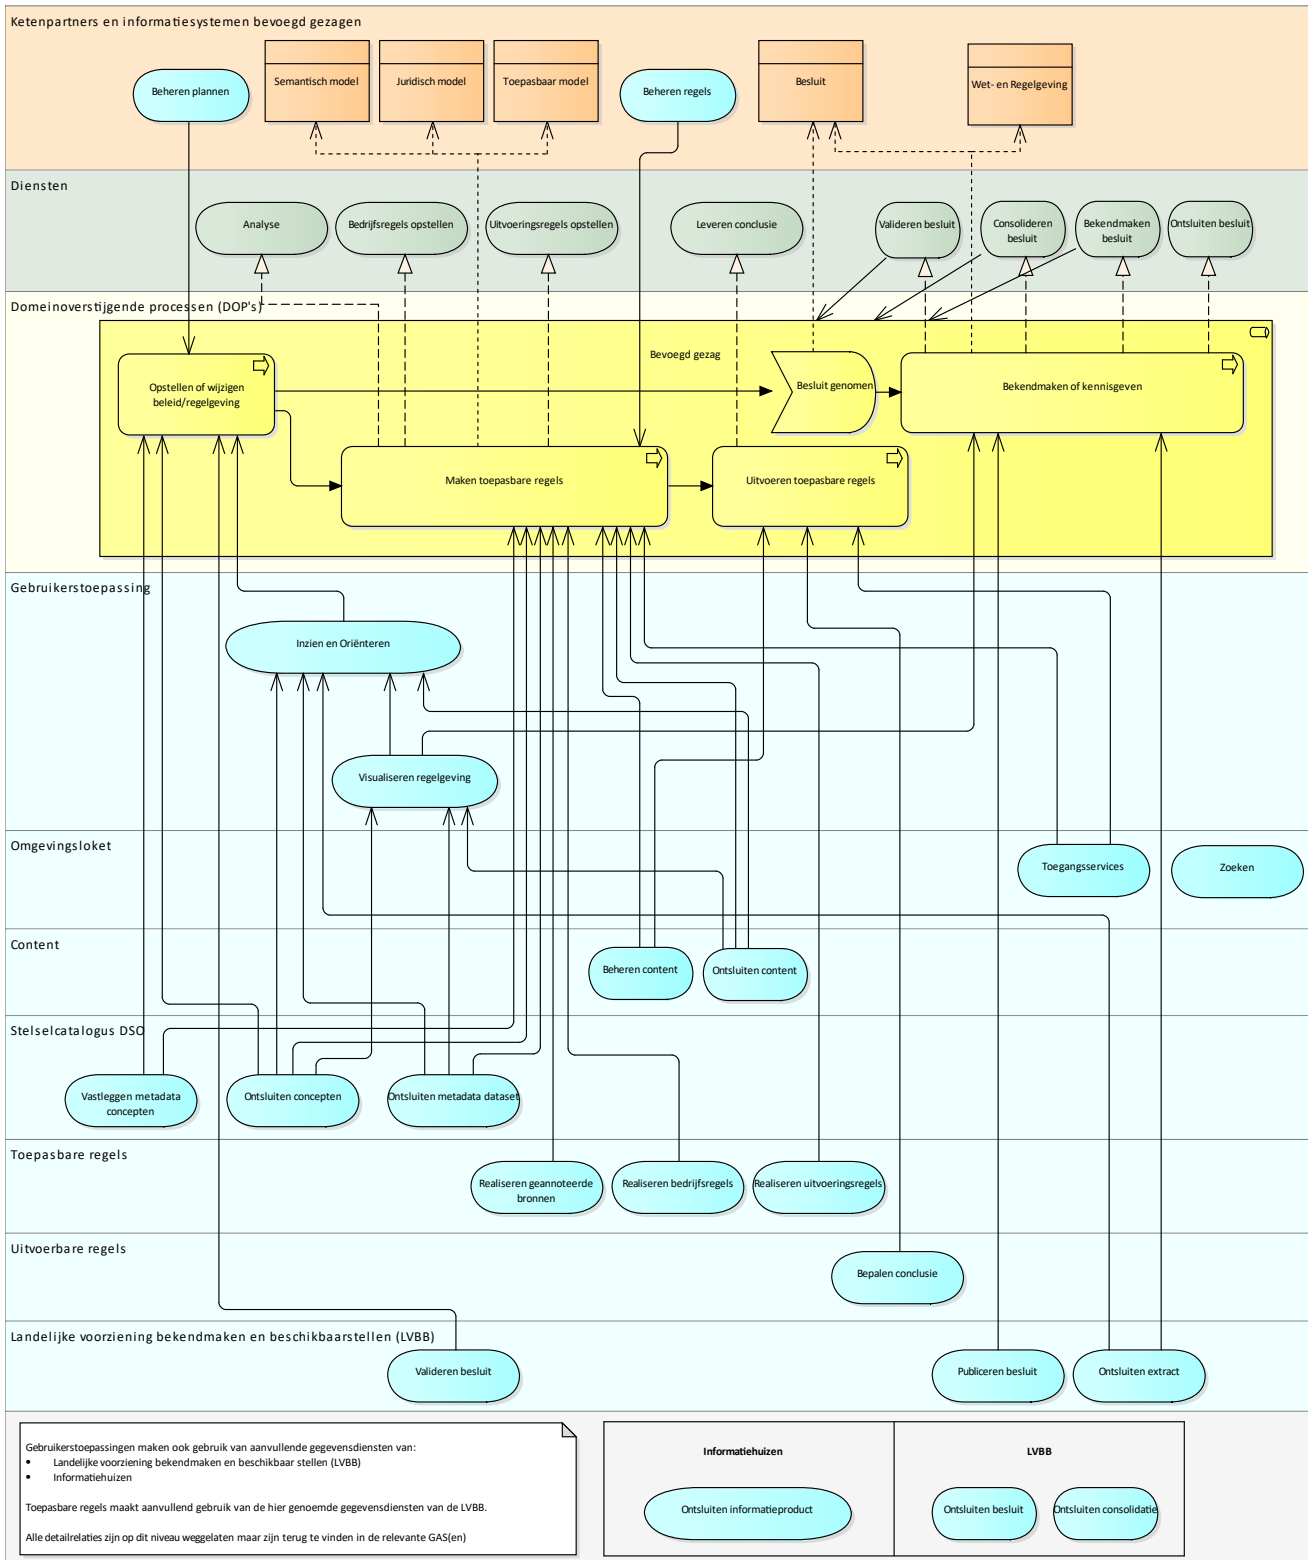 Ketenpartners en informatiesystemen bevoegd gezagen
Beheren plannen
Semantisch model
Juridisch model
Toepasbaar model
Beheren regels
Besluit
Wet- en Regelgeving
Diensten
Analyse
Bedrijfsregels opstellen
Uitvoeringsregels opstellen
Leveren conclusie
Valideren besluit
Consolideren
besluit
Bekendmaken
besluit
Ontsluiten besluit
Domeinoverstijgende processen (DOP's)
Bevoegd gezag
Opstellen of wijzigen
beleid/regelgeving
Besluit genomen
Bekendmaken of kennisgeven
Maken toepasbare regels
Uitvoeren toepasbare regels
Gebruikerstoepassing
Inzien en Oriënteren
Visualiseren regelgeving
Omgevingsloket
Toegangsservices
Zoeken
Content
Beheren content
Ontsluiten content
Stelselcatalogus DSO
Vastleggen metadata
concepten
Ontsluiten concepten
Ontsluiten metadata dataset
Toepasbare regels
Realiseren geannoteerde
bronnen
Realiseren bedrijfsregels
Realiseren uitvoeringsregels
Uitvoerbare regels
Bepalen conclusie
Landelijke voorziening bekendmaken en beschikbaarstellen (LVBB)
Valideren besluit
Publiceren besluit
Ontsluiten extract
Gebruikerstoepassingen maken ook gebruik van aanvullende gegevensdiensten van:
• Landelijke voorziening bekendmaken en beschikbaar stellen (LVBB)
• Informatiehuizen
Toepasbare regels maakt aanvullend gebruik van de hier genoemde gegevensdiensten van de LVBB.
Alle detailrelaties zijn op dit niveau weggelaten maar zijn terug te vinden in de relevante GAS(en)
Informatiehuizen
Ontsluiten informatieproduct
LVBB
Ontsluiten besluit
Ontsluiten consolidatie